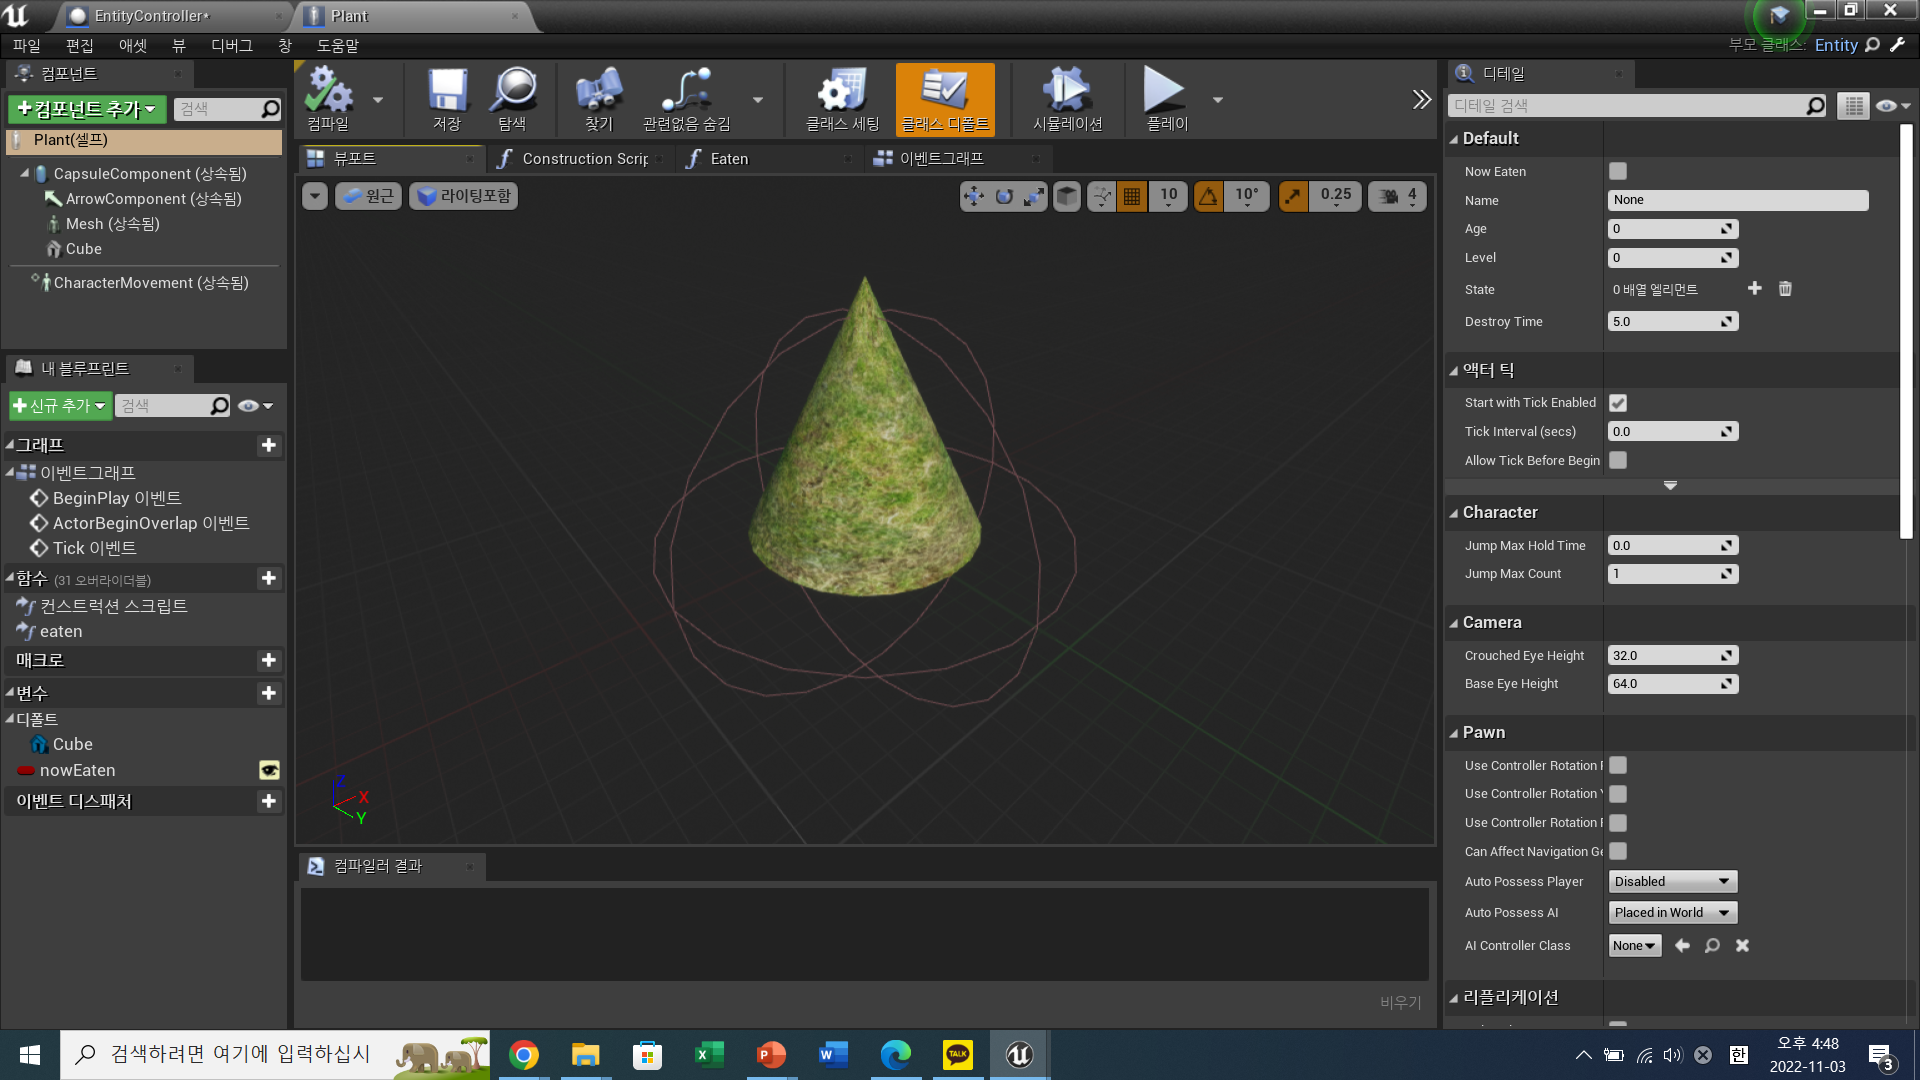 EntityController*
Plant
파일 편집 애셋 뷰 디버그 창 도움말
부모 클래스: Entity
컴포넌트
+컴포넌트 추가
검색
Plant(셀프)
CapsuleComponent (상속됨)
ArrowComponent (상속됨)
Mesh (상속됨)
Cube
CharacterMovement (상속됨)
내 블루프린트
신규 추가
검색
그래프
이벤트그래프
BeginPlay 이벤트
ActorBeginOverlap 이벤트
Tick 이벤트
함수 (31 오버라이더블)
컨스트럭션 스크립트
eaten
매크로
변수
디폴트
Cube
nowEaten
이벤트 디스패처
컴파일
저장
탐색
찾기
관련없음 숨김
클래스 세팅
클래스 디폴트
시뮬레이션
플레이
뷰포트
Construction Scrip
Eaten
이벤트그래프
원근
라이팅포함
10
10°
0.25
4
Z
X
Y
컴파일러 결과
비우기
디테일
디테일 검색
Default
Now Eaten
Name None
Age 0
Level 0
State 0 배열 엘리먼트
Destroy Time 5.0
액터 틱
Start with Tick Enabled
Tick Interval (secs) 0.0
Allow Tick Before Begin
Character
Jump Max Hold Time 0.0
Jump Max Count 1
Camera
Crouched Eye Height 32.0
Base Eye Height 64.0
Pawn
Use Controller Rotation
Use Controller Rotation
Use Controller Rotation
Can Affect Navigation Ge
Auto Possess Player Disabled
Auto Possess AI Placed in World
AI Controller Class None
리플리케이션
검색하려면 여기에 입력하십시
TALK
한
오후 4:48
2022-11-03
3